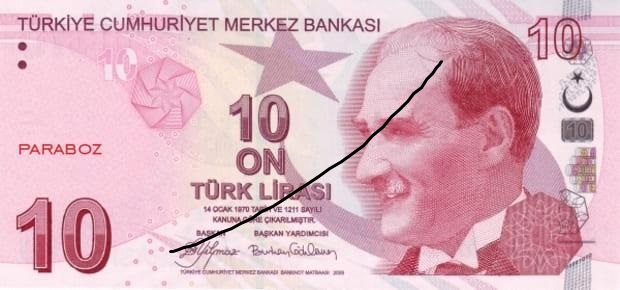 TÜRKİYE CUMHURİYET MERKEZ BANKASI
10
10
10
PARABOZ
10
ON
TÜRK LİRASI
14 OCAK 1970 TARİH VE 1211 SAYILI
KANUNA GÖRE ÇIKARILMIŞTIR.
BAŞKAN BAŞKAN YARDIMCISI
10
TÜRKİYE CUMHURİYET MERKEZ BANKASI BANKNOT MATBAASI 2009